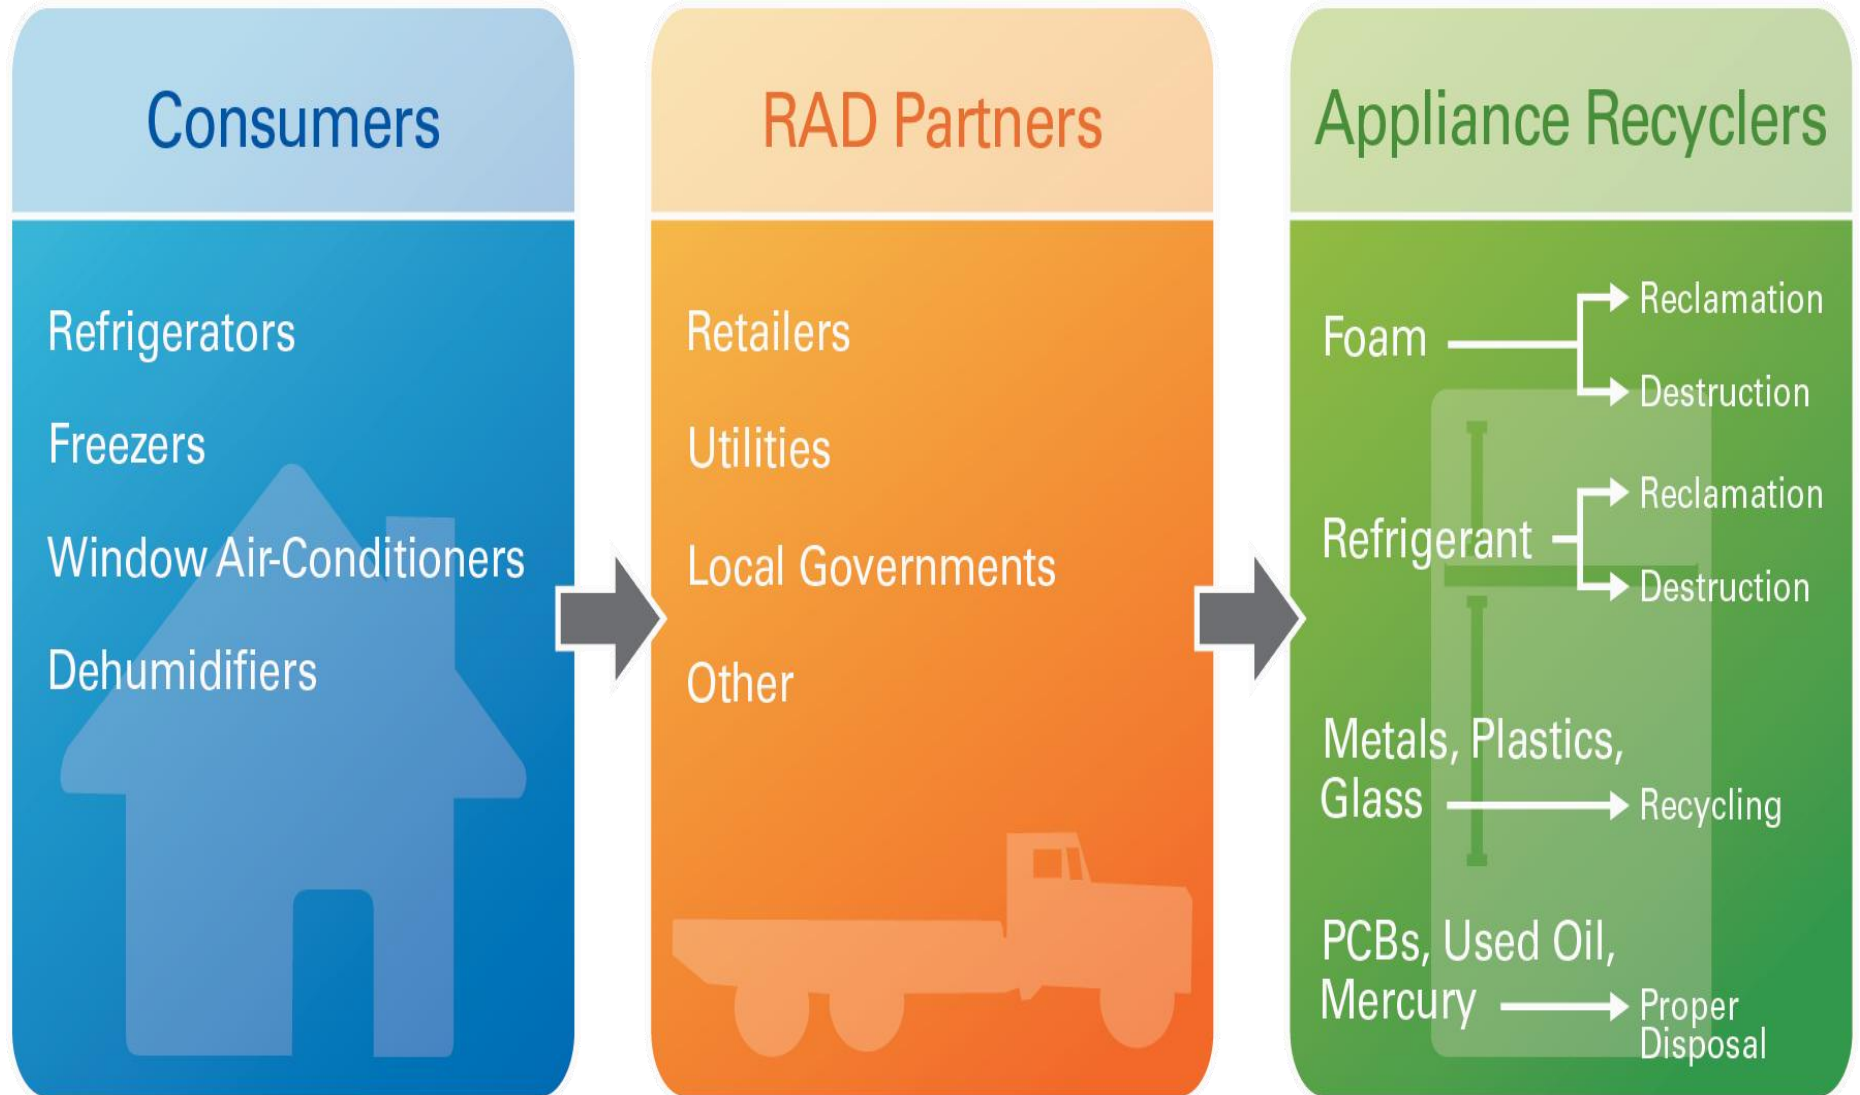 Consumers
Refrigerators
Freezers
Window Air-Conditioners
Dehumidifiers
RAD Partners
Retailers
Utilities
Local Governments
Other
Appliance Recyclers
Foam
Reclamation
Destruction
Refrigerant
Reclamation
Destruction
Metals, Plastics,
Glass
Recycling
PCBs, Used Oil,
Mercury
Proper
Disposal